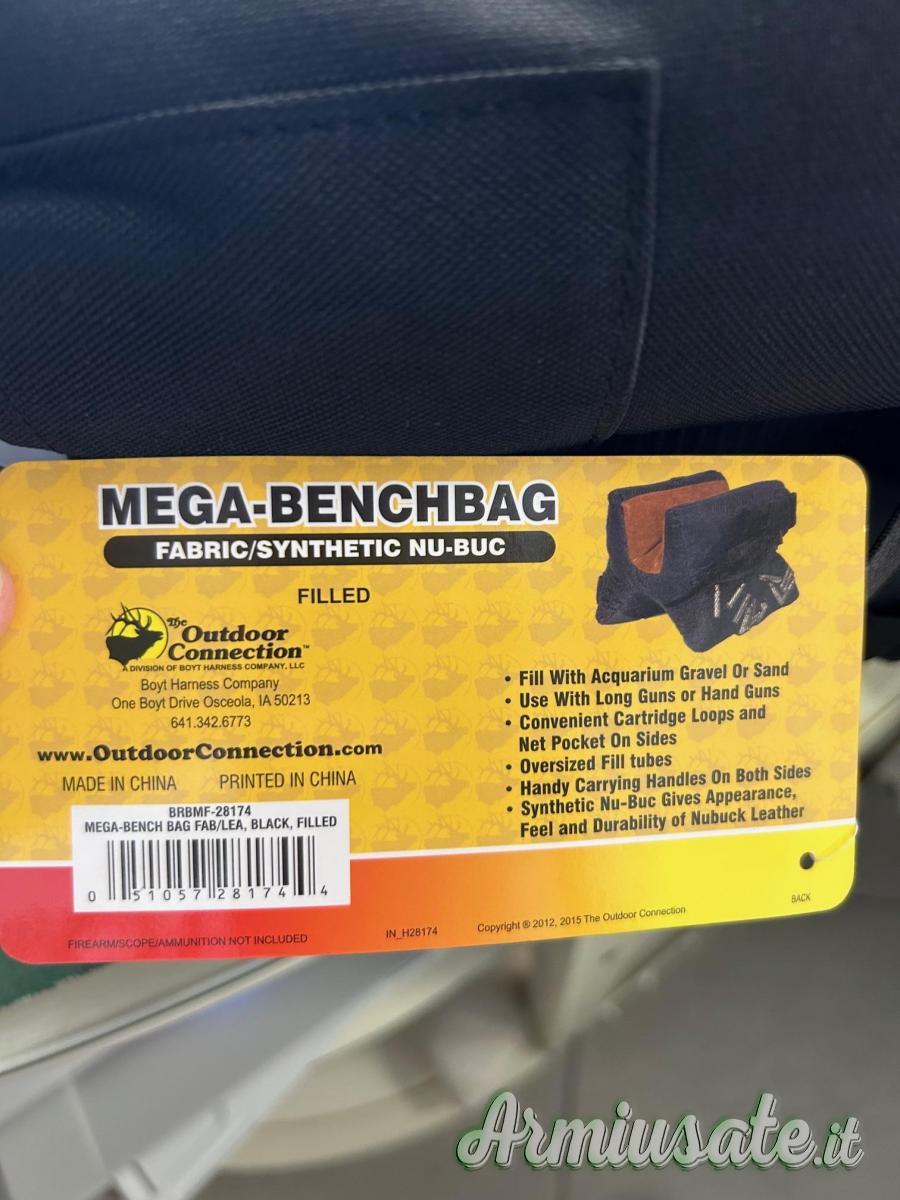 MEGA-BENCHBAG
FABRIC/SYNTHETIC NU-BUC
FILLED
The Outdoor Connection™
A DIVISION OF BOYT HARNESS COMPANY, LLC
Boyt Harness Company
One Boyt Drive Osceola, IA 50213
641.342.6773
www.OutdoorConnection.com
MADE IN CHINA PRINTED IN CHINA
BRBMF-28174
MEGA-BENCH BAG FAB/LEA, BLACK, FILLED
0 51057 28174 4
• Fill With Acquarium Gravel Or Sand
• Use With Long Guns or Hand Guns
• Convenient Cartridge Loops and
Net Pocket On Sides
• Oversized Fill tubes
• Handy Carrying Handles On Both Sides
• Synthetic Nu-Buc Gives Appearance,
Feel and Durability of Nubuck Leather
FIREARM/SCOPE/AMMUNITION NOT INCLUDED
IN_H28174
Copyright ® 2012, 2015 The Outdoor Connection
BACK
Armiusate.it